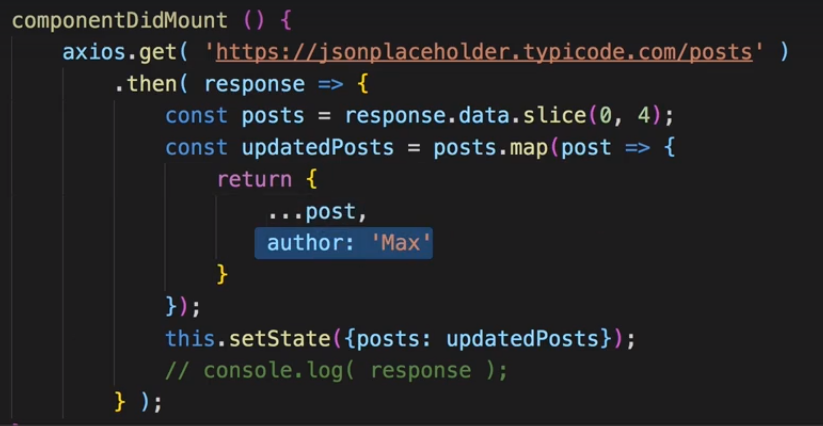 componentDidMount () {
    axios.get( 'https://jsonplaceholder.typicode.com/posts' )
        .then( response => {
            const posts = response.data.slice(0, 4);
            const updatedPosts = posts.map(post => {
                return {
                    ...post,
                    author: 'Max'
                }
            });
            this.setState({posts: updatedPosts});
            // console.log( response );
        } );